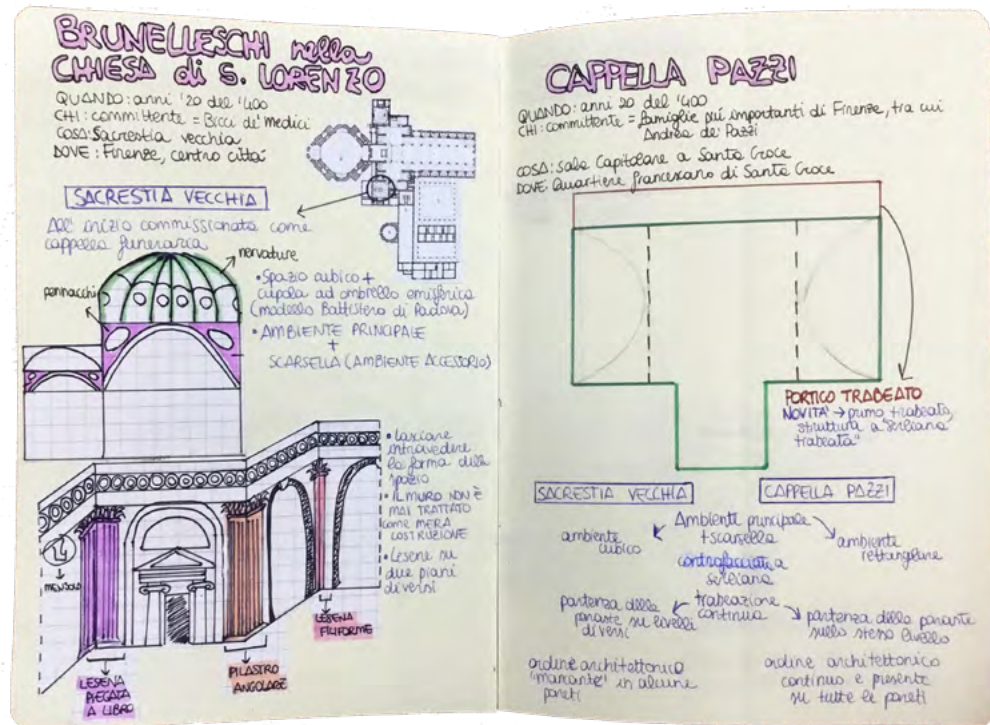 BRUNELLESCHI nella
CHIESA di S. LORENZO
QUANDO: anni '20 del '400
CHI: committente = Bicci de' Medici
COSA: Sacrestia vecchia
DOVE: Firenze, centro città
SACRESTIA VECCHIA
All' inizio commissionata come
cappella funeraria
nervature
pennacchi
• Spazio cubico +
cupola ad ombrello emisferica
(modello Battistero di Padova)
• AMBIENTE PRINCIPALE
+
SCARSELLA (AMBIENTE ACCESSORIO)
• Lasciare
intravedere
la forma dello
spazio
• IL MURO NON È
MAI TRATTATO
come MERA
COSTRUZIONE
• Lesene su
due piani
diversi
MENSOLA
LESENA
FILIFORME
PILASTRO
ANGOLARE
LESENA
PIEGATA
A LIBRO
CAPPELLA PAZZI
QUANDO: anni 20 del '400
CHI: committente = famiglie più importanti di Firenze, tra cui
Andrea de' Pazzi
COSA: sala Capitolare a Santa Croce
DOVE: Quartiere francescano di Santa Croce
PORTICO TRABEATO
NOVITÀ → primo trabeato,
struttura a "serliana
trabeata"
SACRESTIA VECCHIA
CAPPELLA PAZZI
Ambiente principale
+ scarsella
ambiente
cubico
ambiente
rettangolare
controfacciata a
serliana
trabeazione
continua
partenza delle
paraste su livelli
diversi
partenza delle paraste
sullo stesso livello
ordine architettonico
"marcante" in alcune
pareti
ordine architettonico
continuo e presente
su tutte le pareti